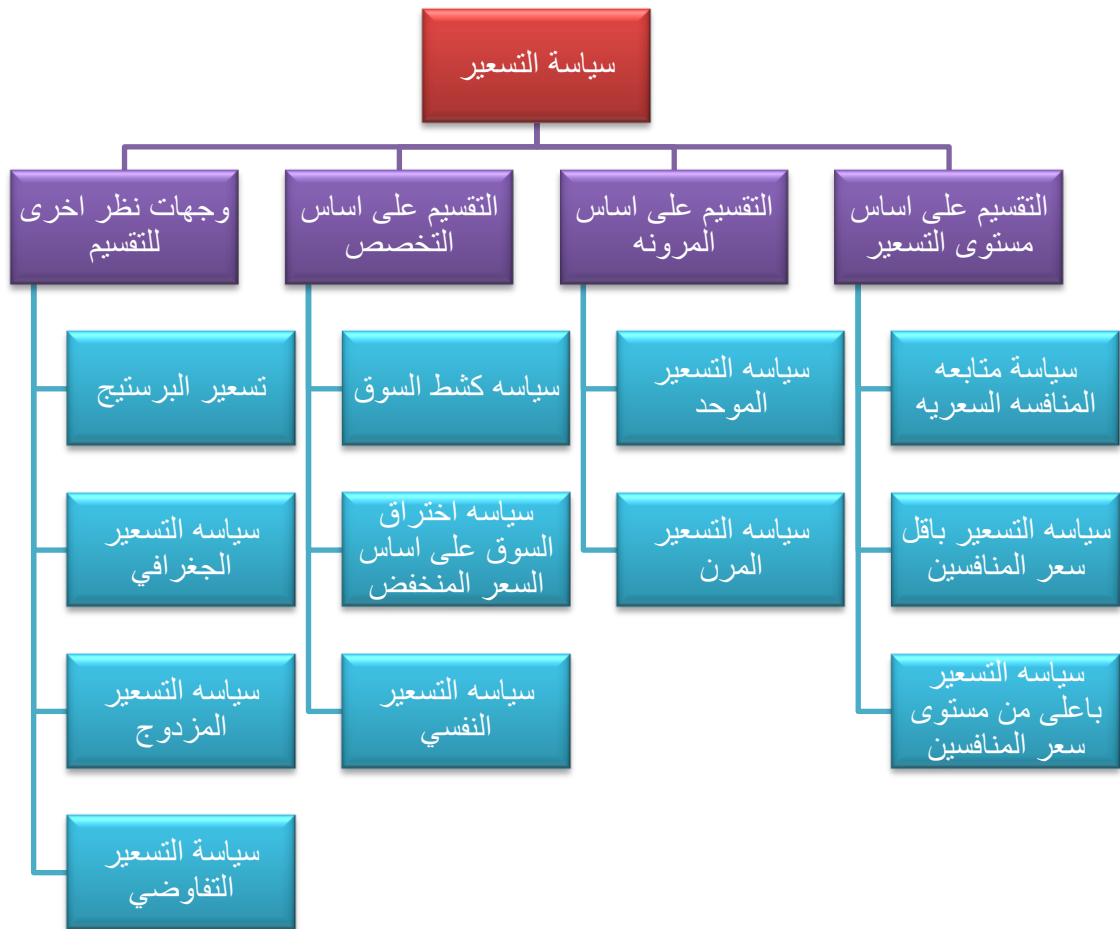 سياسة التسعير
التقسيم على اساس
مستوى التسعير
سياسة متابعه
المنافسه السعريه
سياسه التسعير باقل
سعر المنافسين
سياسه التسعير
باعلى من مستوى
سعر المنافسين
التقسيم على اساس
المرونه
سياسه التسعير
الموحد
سياسه التسعير
المرن
التقسيم على اساس
التخصص
سياسه كشط السوق
سياسه اختراق
السوق على اساس
السعر المنخفض
سياسه التسعير
النفسي
وجهات نظر اخرى
للتقسيم
تسعير البرستيج
سياسه التسعير
الجغرافي
سياسه التسعير
المزدوج
سياسة التسعير
التفاوضي